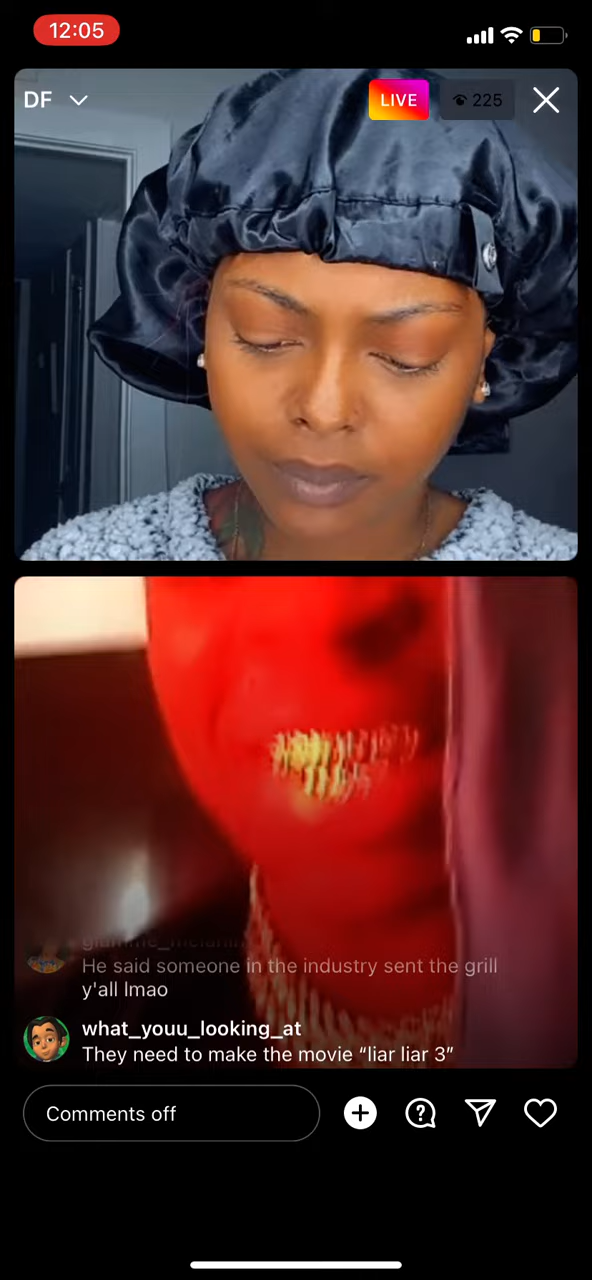 12:05
DF
LIVE
225
He said someone in the industry sent the grill
y'all lmao
what_youu_looking_at
They need to make the movie “liar liar 3”
Comments off